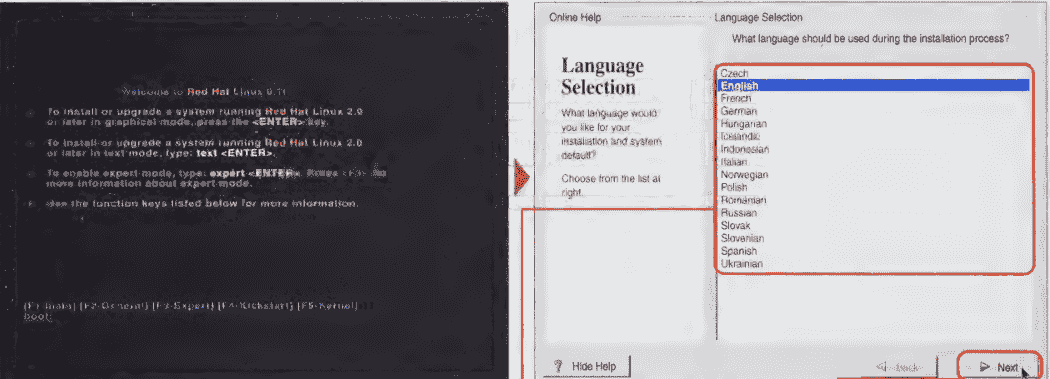 Welcome to Red Hat Linux
To install or upgrade a system running Red Hat Linux 2.0
or later in graphical mode, press the <ENTER> key.
To install or upgrade a system running Red Hat Linux 2.0
or later in text mode, type: text <ENTER>.
To enable expert mode, type: expert <ENTER>. Press <F3> for
more information about expert mode.
Use the function keys listed below for more information.
[F1-Main] [F2-General] [F3-Expert] [F4-Kickstart] [F5-Kernel]
boot:
Online Help
Language
Selection
What language would
you like for your
installation and system
default?
Choose from the list at
right.
Hide Help
Language Selection
What language should be used during the installation process?
Czech
English
French
German
Hungarian
Icelandic
Indonesian
Italian
Norwegian
Polish
Romanian
Russian
Slovak
Slovenian
Spanish
Ukrainian
Back
Next